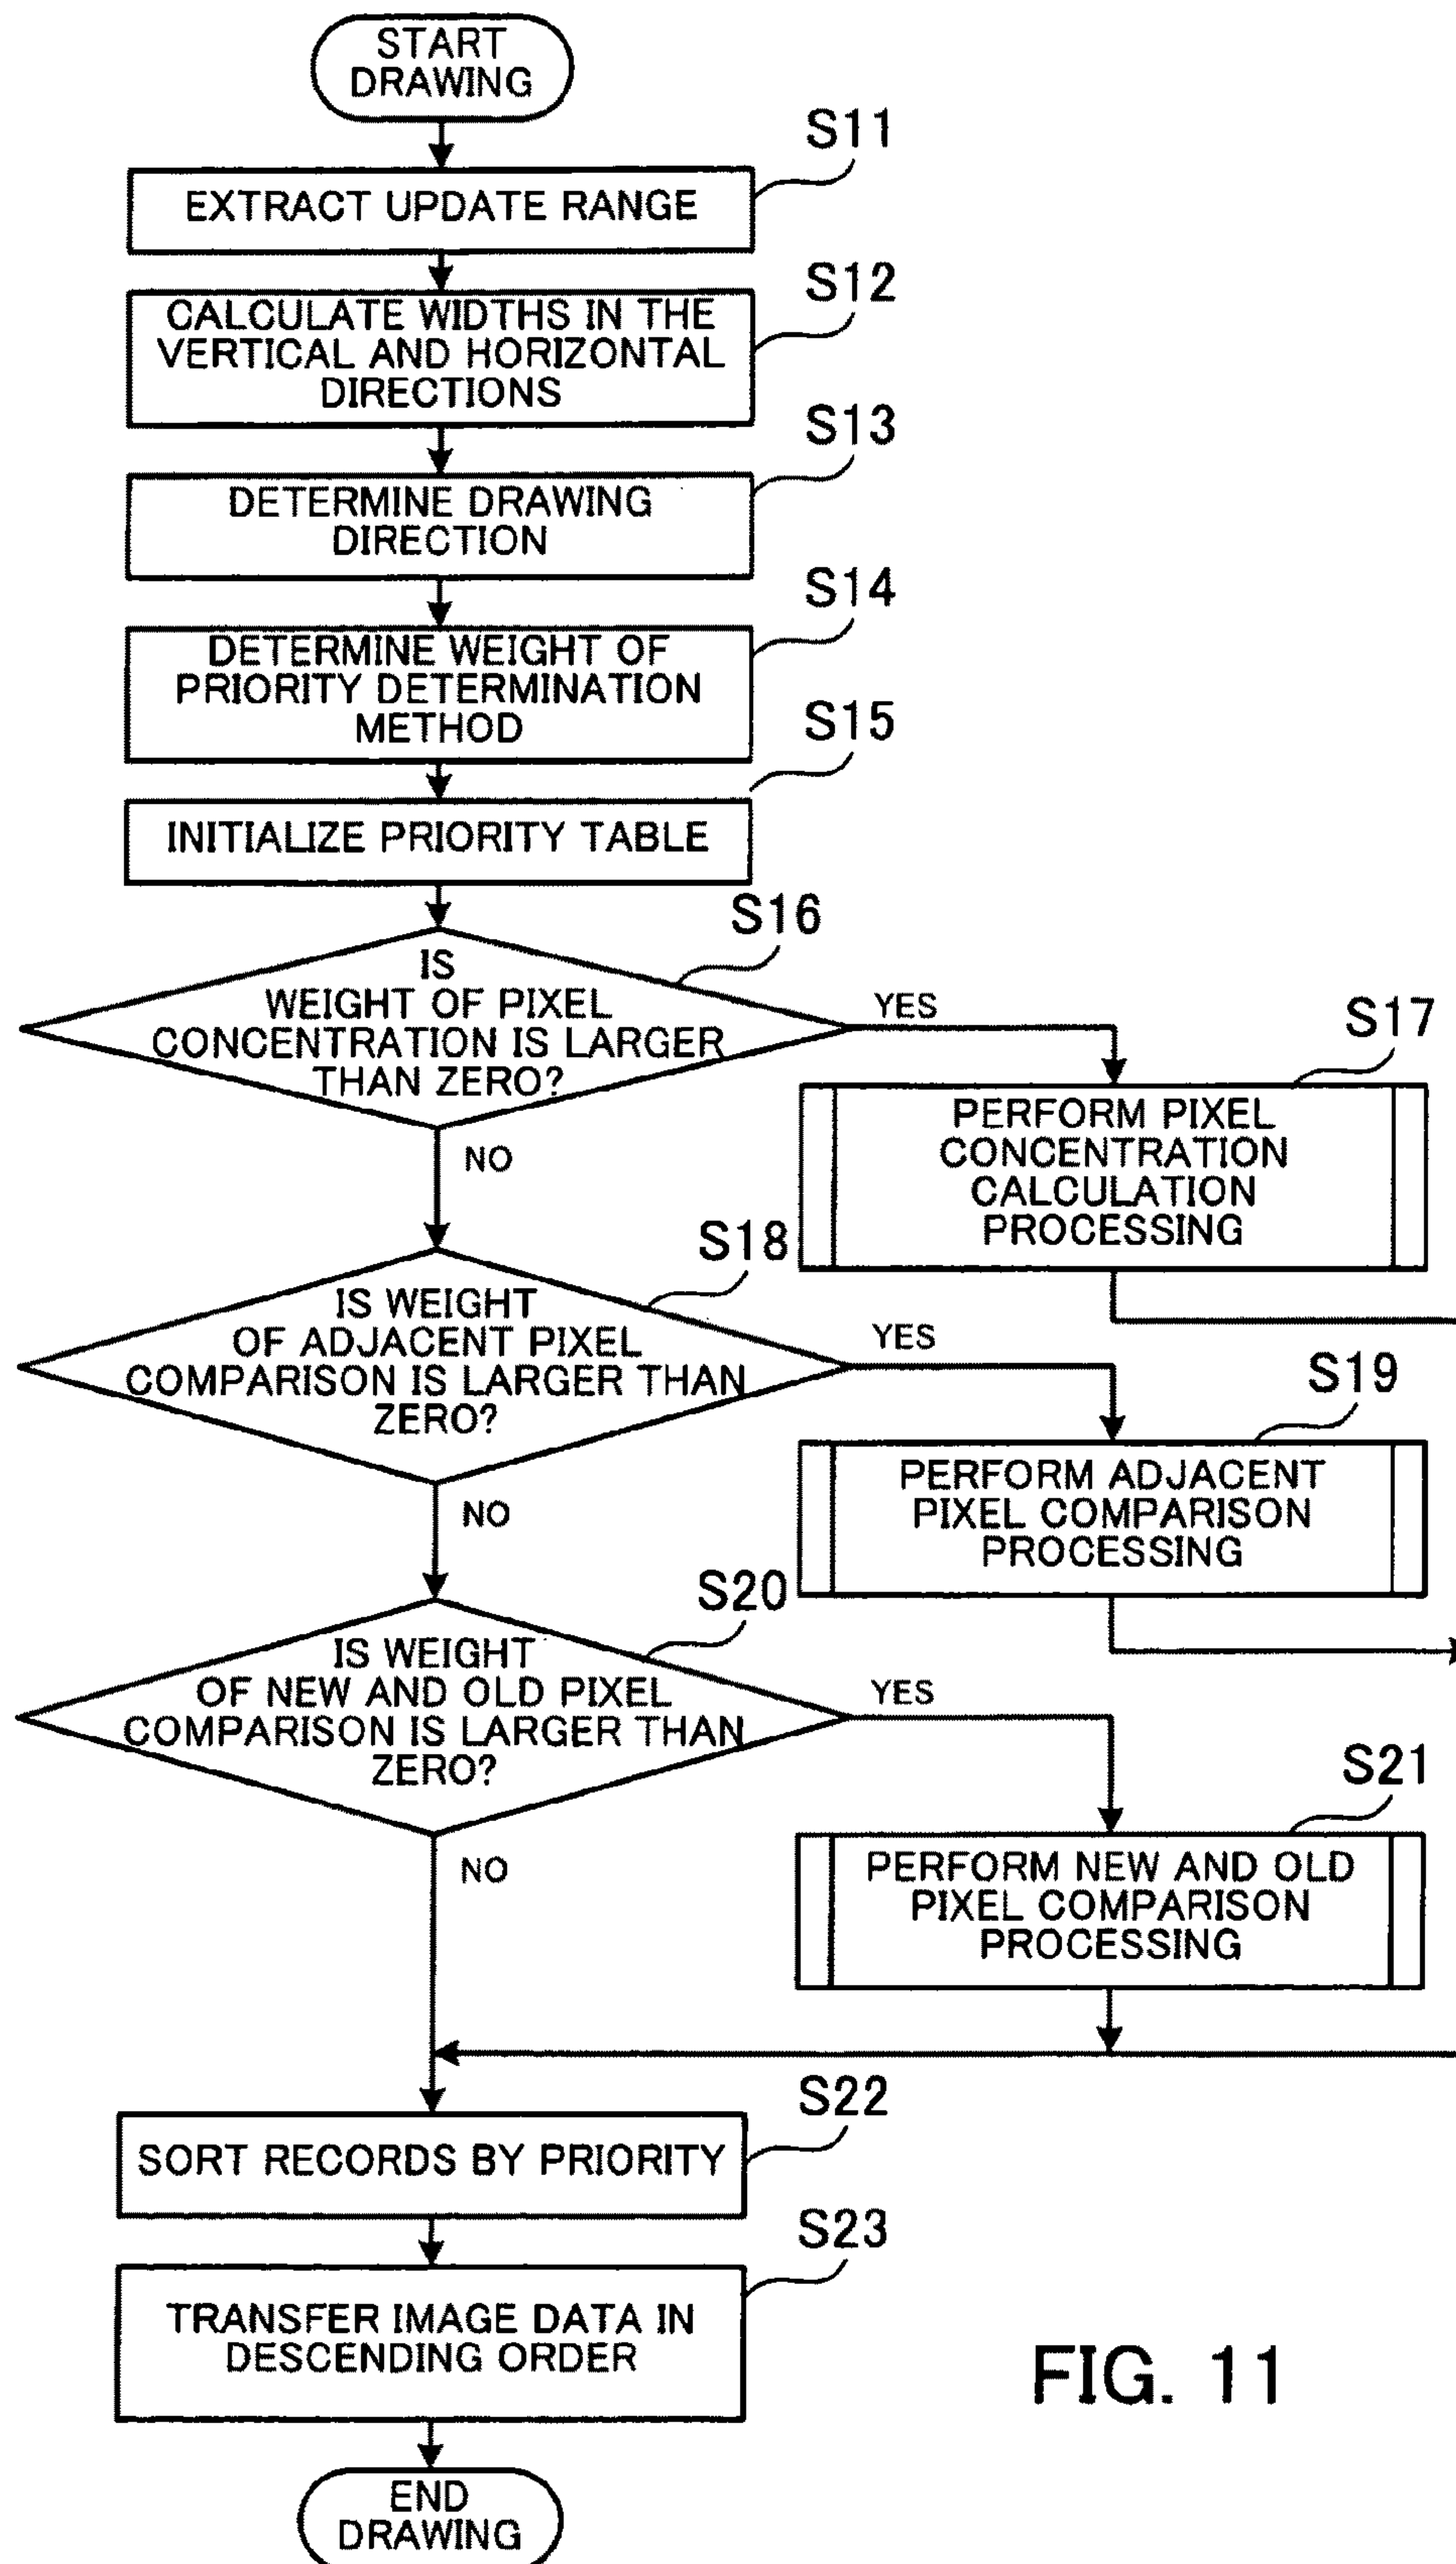 START
DRAWING
S11
EXTRACT UPDATE RANGE
S12
CALCULATE WIDTHS IN THE
VERTICAL AND HORIZONTAL
DIRECTIONS
S13
DETERMINE DRAWING
DIRECTION
S14
DETERMINE WEIGHT OF
PRIORITY DETERMINATION
METHOD
S15
INITIALIZE PRIORITY TABLE
S16
IS
WEIGHT OF PIXEL
CONCENTRATION IS LARGER
THAN ZERO?
YES
NO
S17
PERFORM PIXEL
CONCENTRATION
CALCULATION
PROCESSING
S18
IS WEIGHT
OF ADJACENT PIXEL
COMPARISON IS LARGER THAN
ZERO?
YES
NO
S19
PERFORM ADJACENT
PIXEL COMPARISON
PROCESSING
S20
IS WEIGHT
OF NEW AND OLD PIXEL
COMPARISON IS LARGER THAN
ZERO?
YES
NO
S21
PERFORM NEW AND OLD
PIXEL COMPARISON
PROCESSING
S22
SORT RECORDS BY PRIORITY
S23
TRANSFER IMAGE DATA IN
DESCENDING ORDER
END
DRAWING
FIG. 11